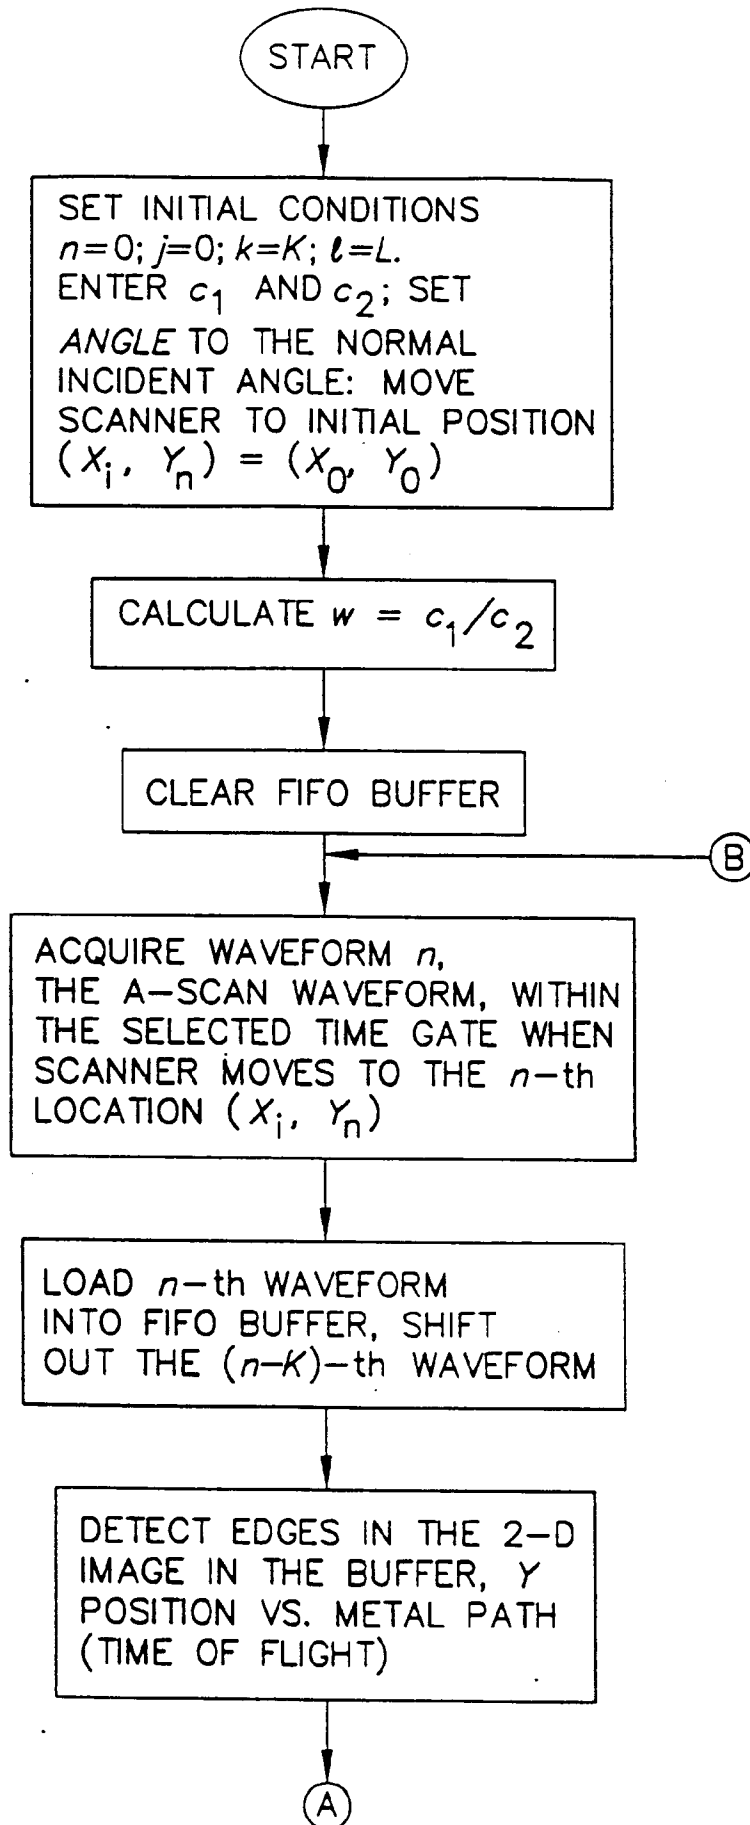 START
SET INITIAL CONDITIONS
n=0; j=0; k=K; ℓ=L.
ENTER c₁ AND c₂; SET
ANGLE TO THE NORMAL
INCIDENT ANGLE: MOVE
SCANNER TO INITIAL POSITION
(Xᵢ, Yₙ) = (X₀, Y₀)
CALCULATE w = c₁/c₂
CLEAR FIFO BUFFER
B
ACQUIRE WAVEFORM n,
THE A-SCAN WAVEFORM, WITHIN
THE SELECTED TIME GATE WHEN
SCANNER MOVES TO THE n-th
LOCATION (Xᵢ, Yₙ)
LOAD n-th WAVEFORM
INTO FIFO BUFFER, SHIFT
OUT THE (n-K)-th WAVEFORM
DETECT EDGES IN THE 2-D
IMAGE IN THE BUFFER, Y
POSITION VS. METAL PATH
(TIME OF FLIGHT)
A